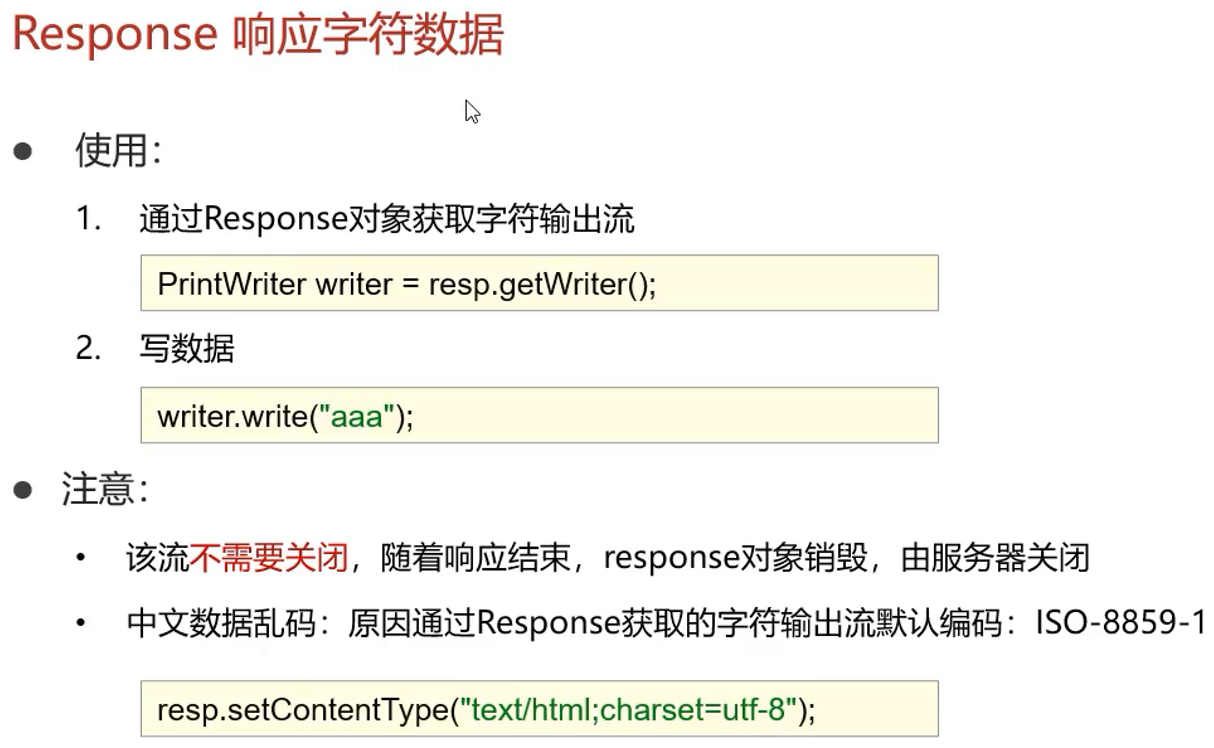 Response 响应字符数据
● 使用：
1. 通过Response对象获取字符输出流
PrintWriter writer = resp.getWriter();
2. 写数据
writer.write("aaa");
● 注意：
• 该流不需要关闭，随着响应结束，response对象销毁，由服务器关闭
• 中文数据乱码：原因通过Response获取的字符输出流默认编码：ISO-8859-1
resp.setContentType("text/html;charset=utf-8");